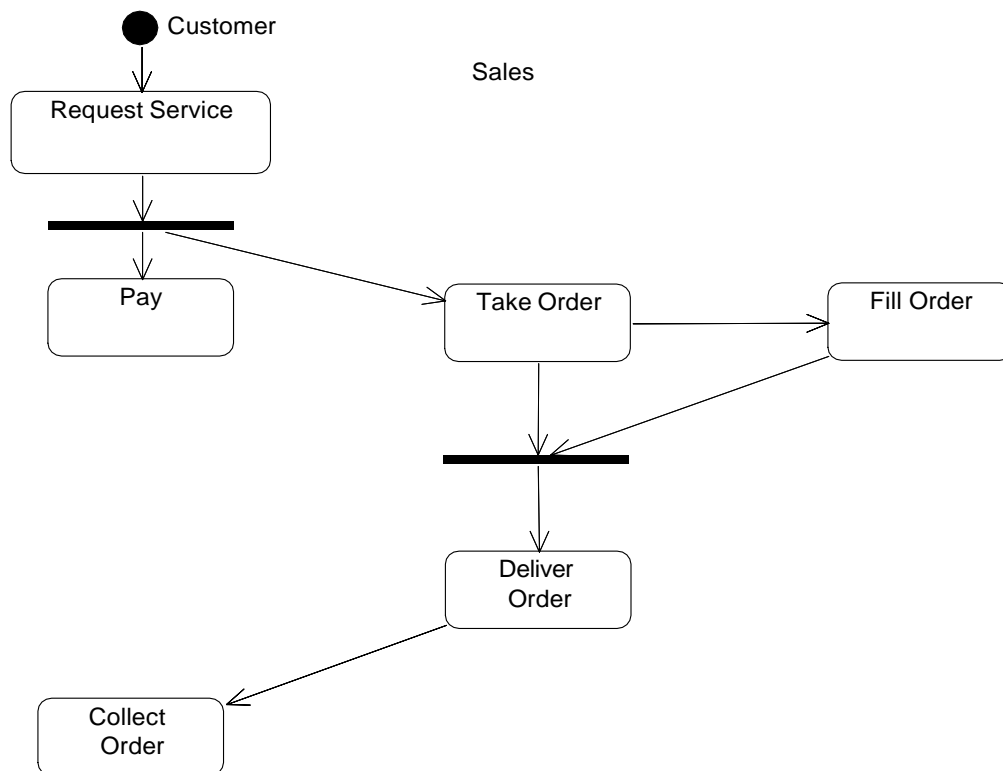 Customer
Sales
Request Service
Pay
Take Order
Fill Order
Deliver
Order
Collect
Order